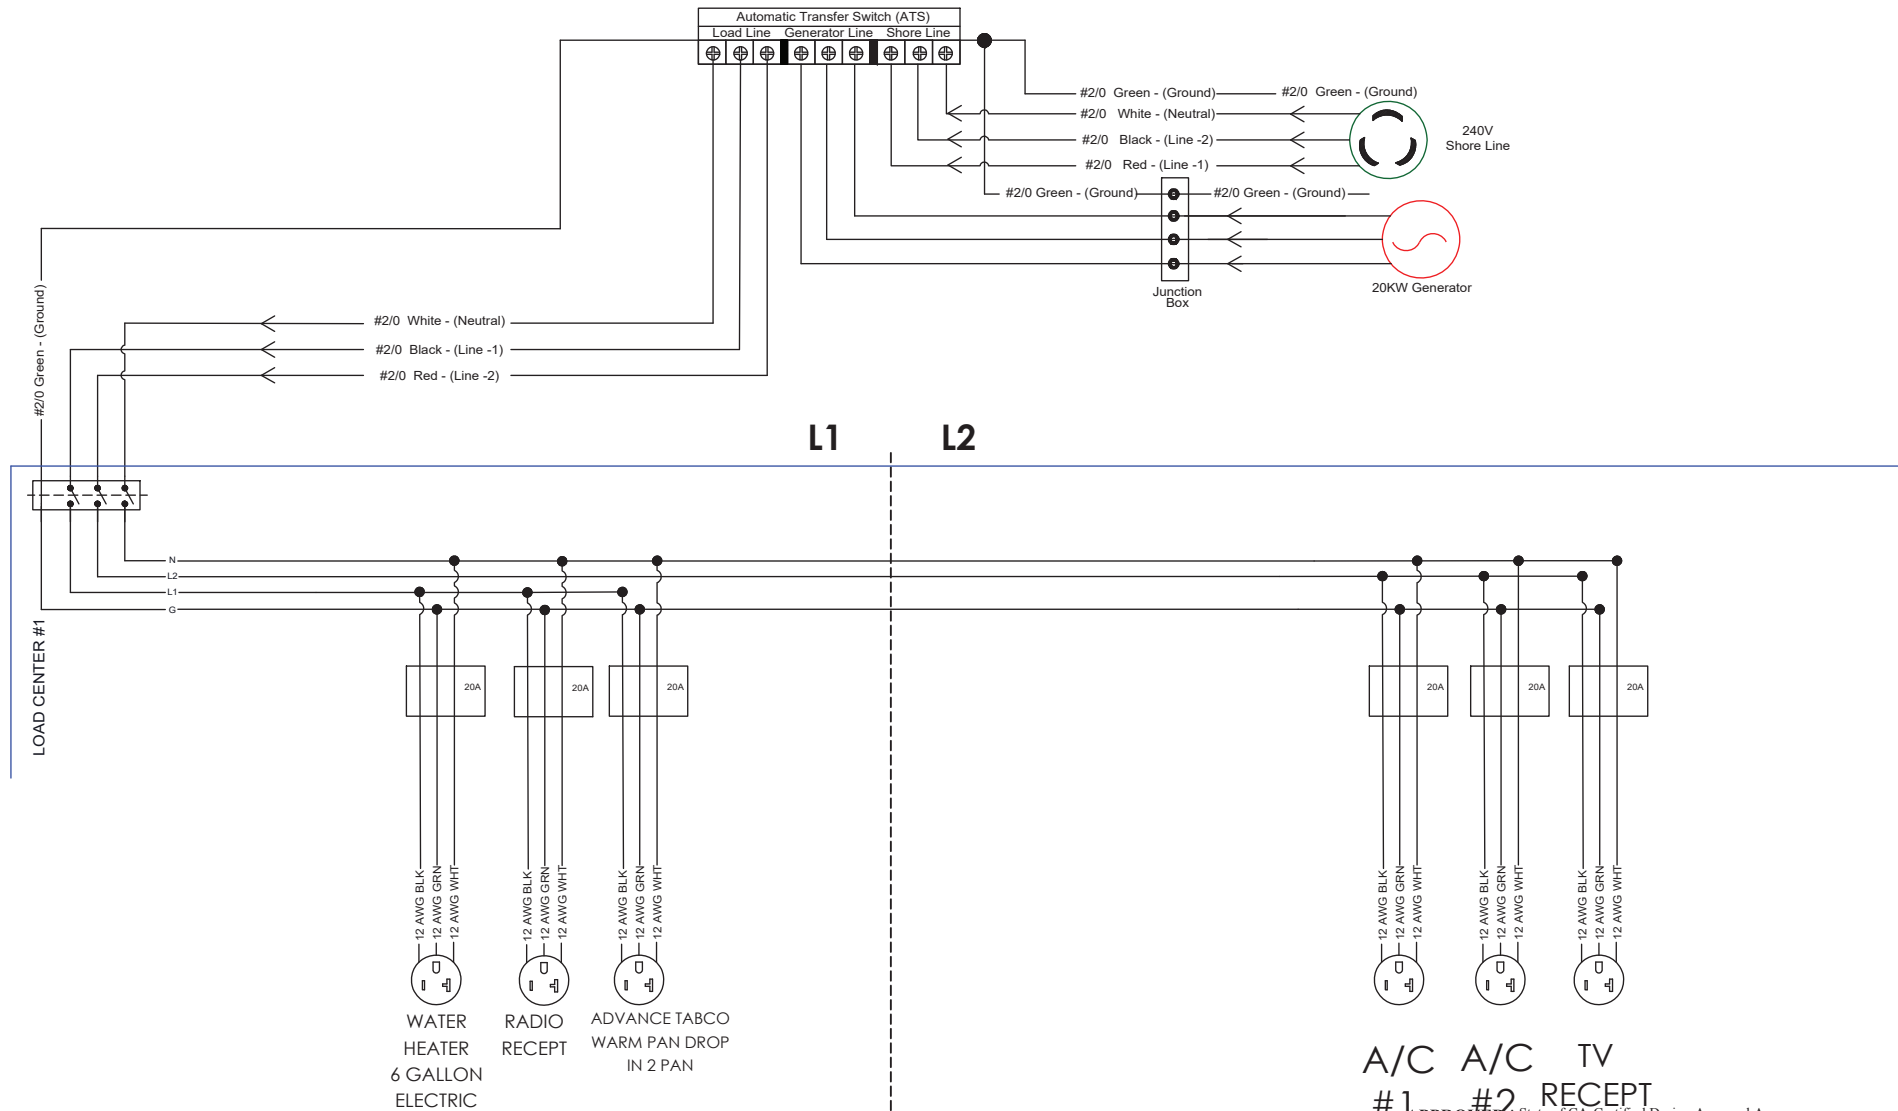 Automatic Transfer Switch (ATS)
Load Line Generator Line Shore Line
#2/0 Green - (Ground) #2/0 Green - (Ground)
#2/0 White - (Neutral)
#2/0 Black - (Line -2)
#2/0 Red - (Line -1)
240V
Shore Line
#2/0 Green - (Ground) #2/0 Green - (Ground)
Junction
Box
20KW Generator
#2/0 Green - (Ground)
#2/0 White - (Neutral)
#2/0 Black - (Line -1)
#2/0 Red - (Line -2)
L1 L2
N
L2
L1
G
LOAD CENTER #1
20A 20A 20A 20A 20A 20A
12 AWG BLK
12 AWG GRN
12 AWG WHT
12 AWG BLK
12 AWG GRN
12 AWG WHT
12 AWG BLK
12 AWG GRN
12 AWG WHT
12 AWG BLK
12 AWG GRN
12 AWG WHT
12 AWG BLK
12 AWG GRN
12 AWG WHT
12 AWG BLK
12 AWG GRN
12 AWG WHT
WATER
HEATER
6 GALLON
ELECTRIC
RADIO
RECEPT
ADVANCE TABCO
WARM PAN DROP
IN 2 PAN
A/C
#1
A/C
#2
TV
RECEPT